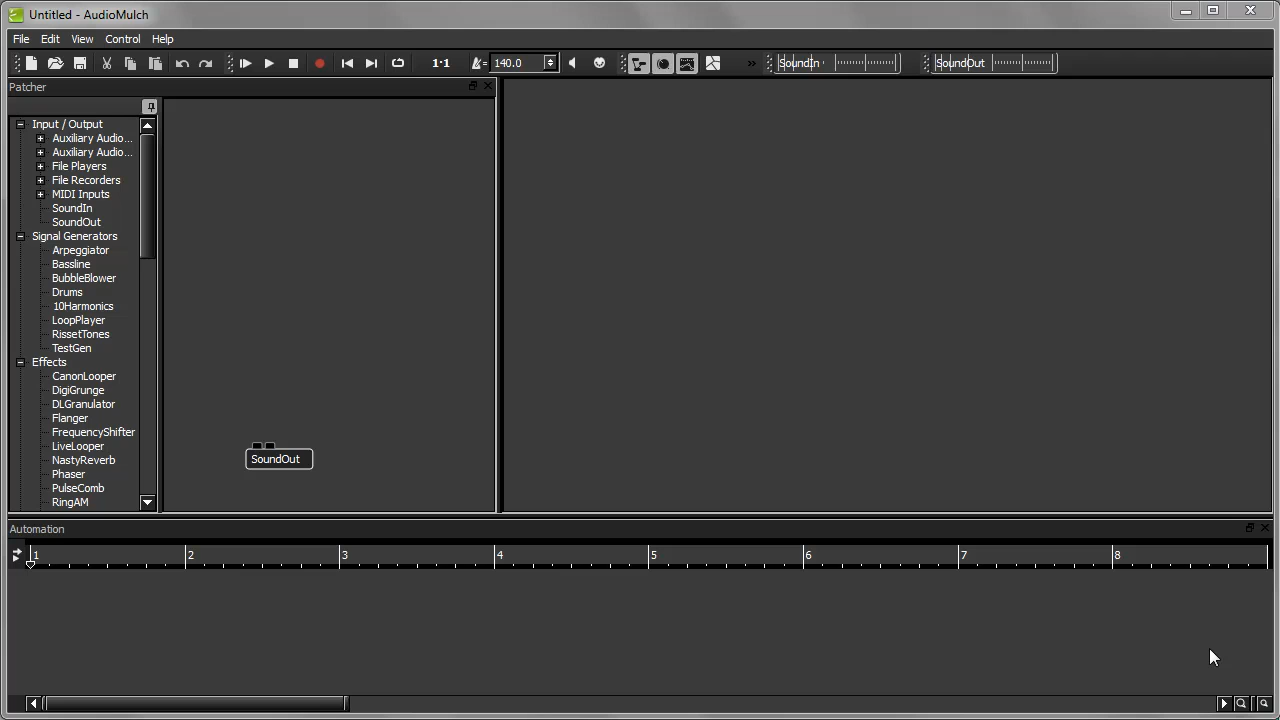 Untitled - AudioMulch
File Edit View Control Help
1:1 = 140.0 » SoundIn SoundOut
Patcher
Input / Output
Auxiliary Audio...
Auxiliary Audio...
File Players
File Recorders
MIDI Inputs
SoundIn
SoundOut
Signal Generators
Arpeggiator
Bassline
BubbleBlower
Drums
10Harmonics
LoopPlayer
RissetTones
TestGen
Effects
CanonLooper
DigiGrunge
DLGranulator
Flanger
FrequencyShifter
LiveLooper
NastyReverb
Phaser
PulseComb
RingAM
SoundOut
Automation
1 2 3 4 5 6 7 8